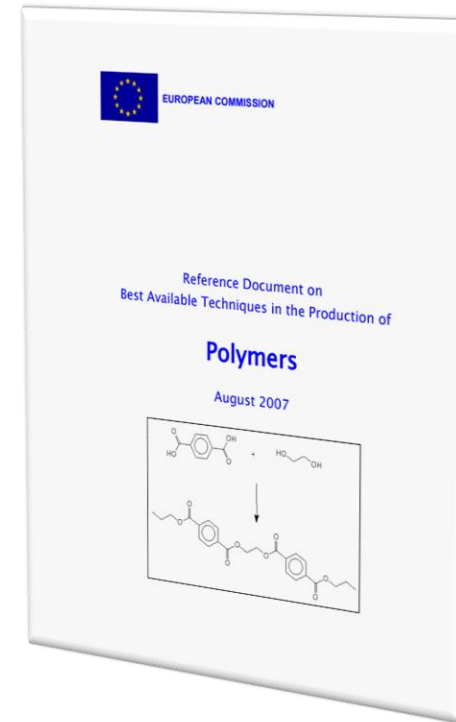 EUROPEAN COMMISSION
Reference Document on
Best Available Techniques in the Production of
Polymers
August 2007
O
OH
HO
O
+
HO
OH
O
O
O
O
O
O
O
O